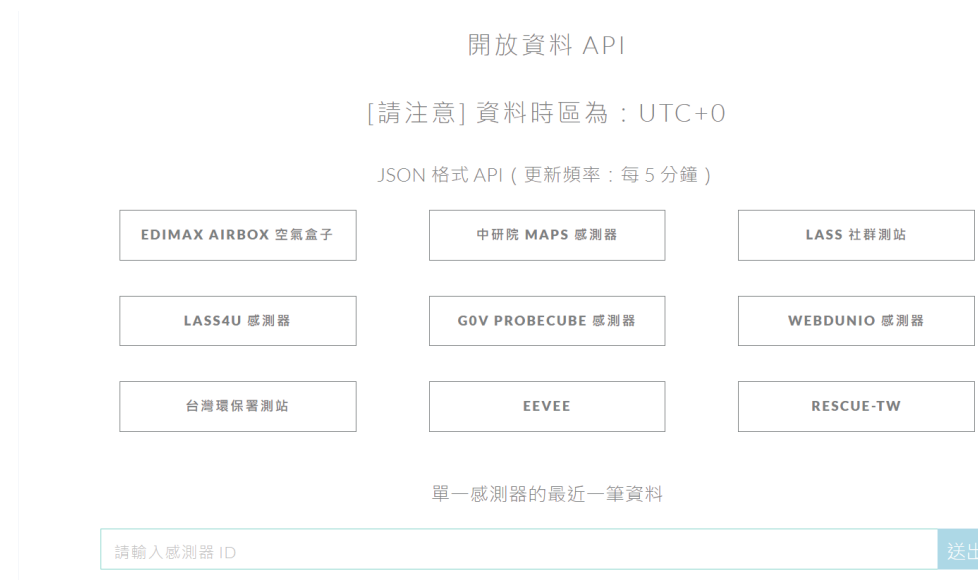 開放資料 API
[請注意] 資料時區為：UTC+0
JSON 格式 API ( 更新頻率：每 5 分鐘 )
EDIMAX AIRBOX 空氣盒子
中研院 MAPS 感測器
LASS 社群測站
LASS4U 感測器
G0V PROBECUBE 感測器
WEBDUNIO 感測器
台灣環保署測站
EEVEE
RESCUE-TW
單一感測器的最近一筆資料
請輸入感測器 ID
送出